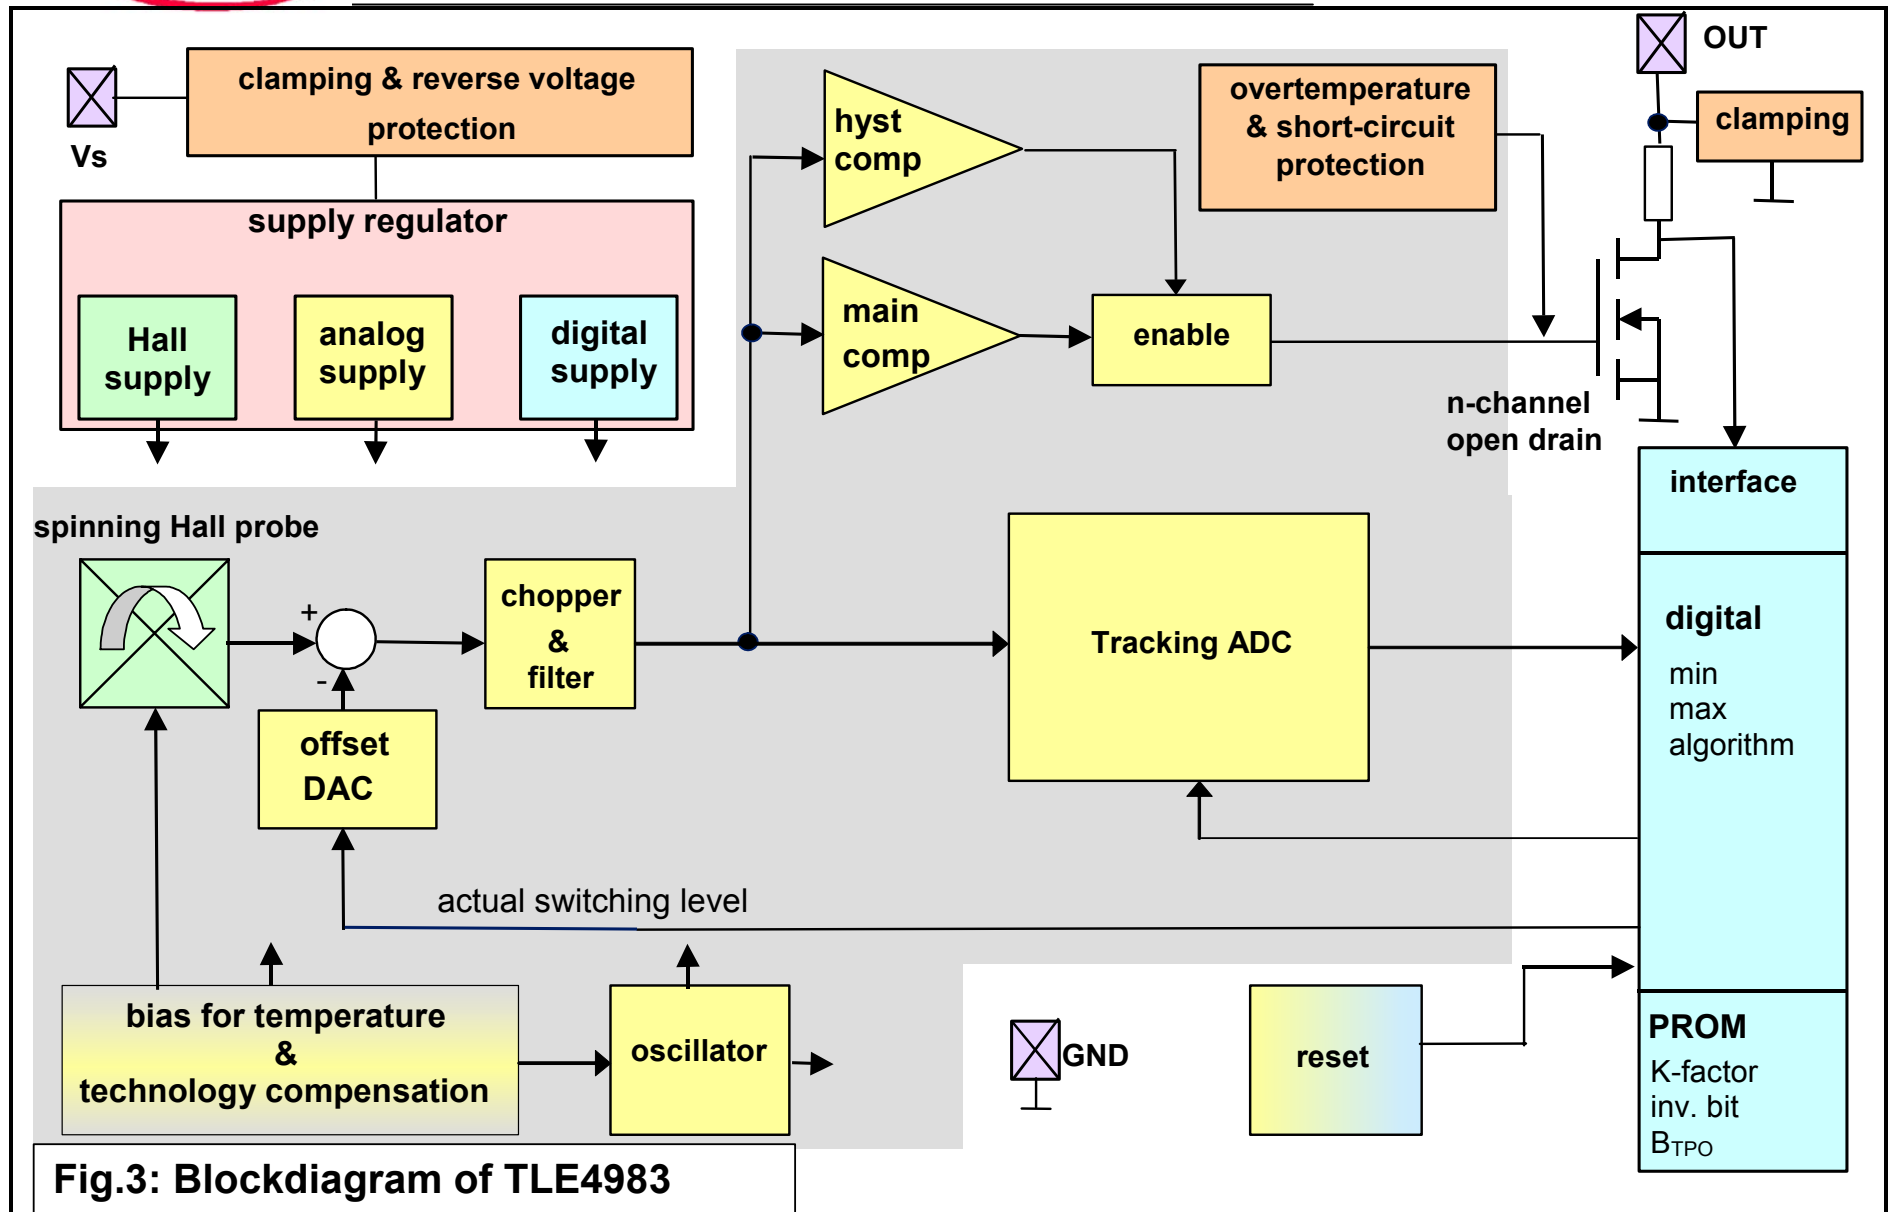 clamping & reverse voltage
protection
Vs
supply regulator
Hall
supply
analog
supply
digital
supply
hyst
comp
main
comp
overtemperature
& short-circuit
protection
enable
OUT
clamping
n-channel
open drain
interface
spinning Hall probe
+
-
chopper
&
filter
offset
DAC
Tracking ADC
digital
min
max
algorithm
actual switching level
bias for temperature
&
technology compensation
oscillator
GND
reset
PROM
K-factor
inv. bit
BTPO
Fig.3: Blockdiagram of TLE4983